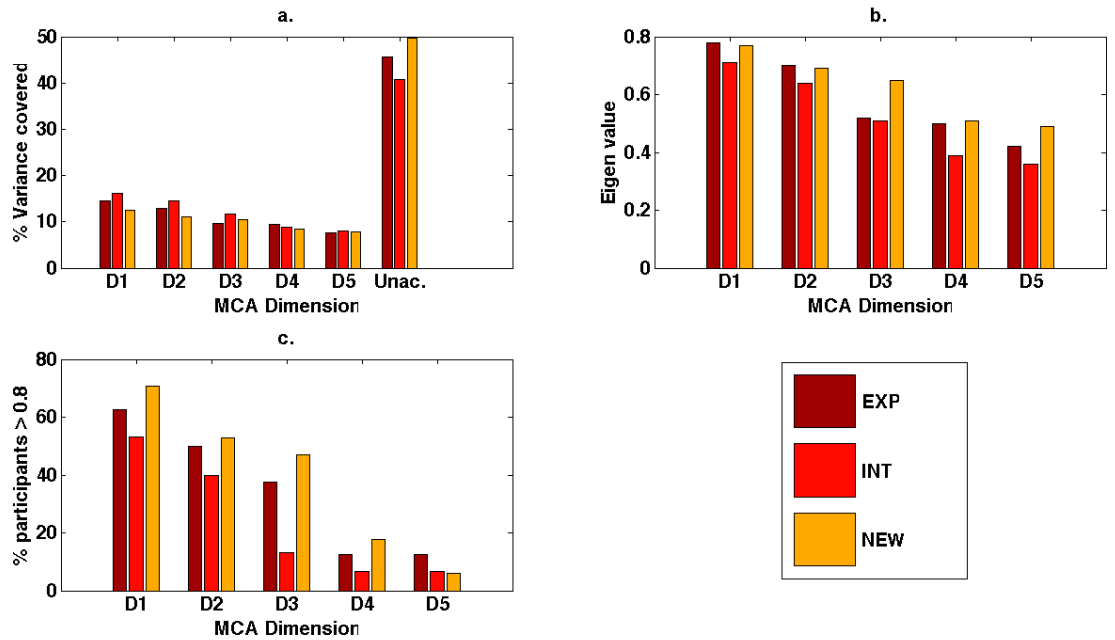 a.
% Variance covered
50
40
30
20
10
0
D1 D2 D3 D4 D5 Unac.
MCA Dimension
b.
Eigen value
0.8
0.6
0.4
0.2
0
D1 D2 D3 D4 D5
MCA Dimension
c.
% participants > 0.8
80
60
40
20
0
D1 D2 D3 D4 D5
MCA Dimension
EXP
INT
NEW